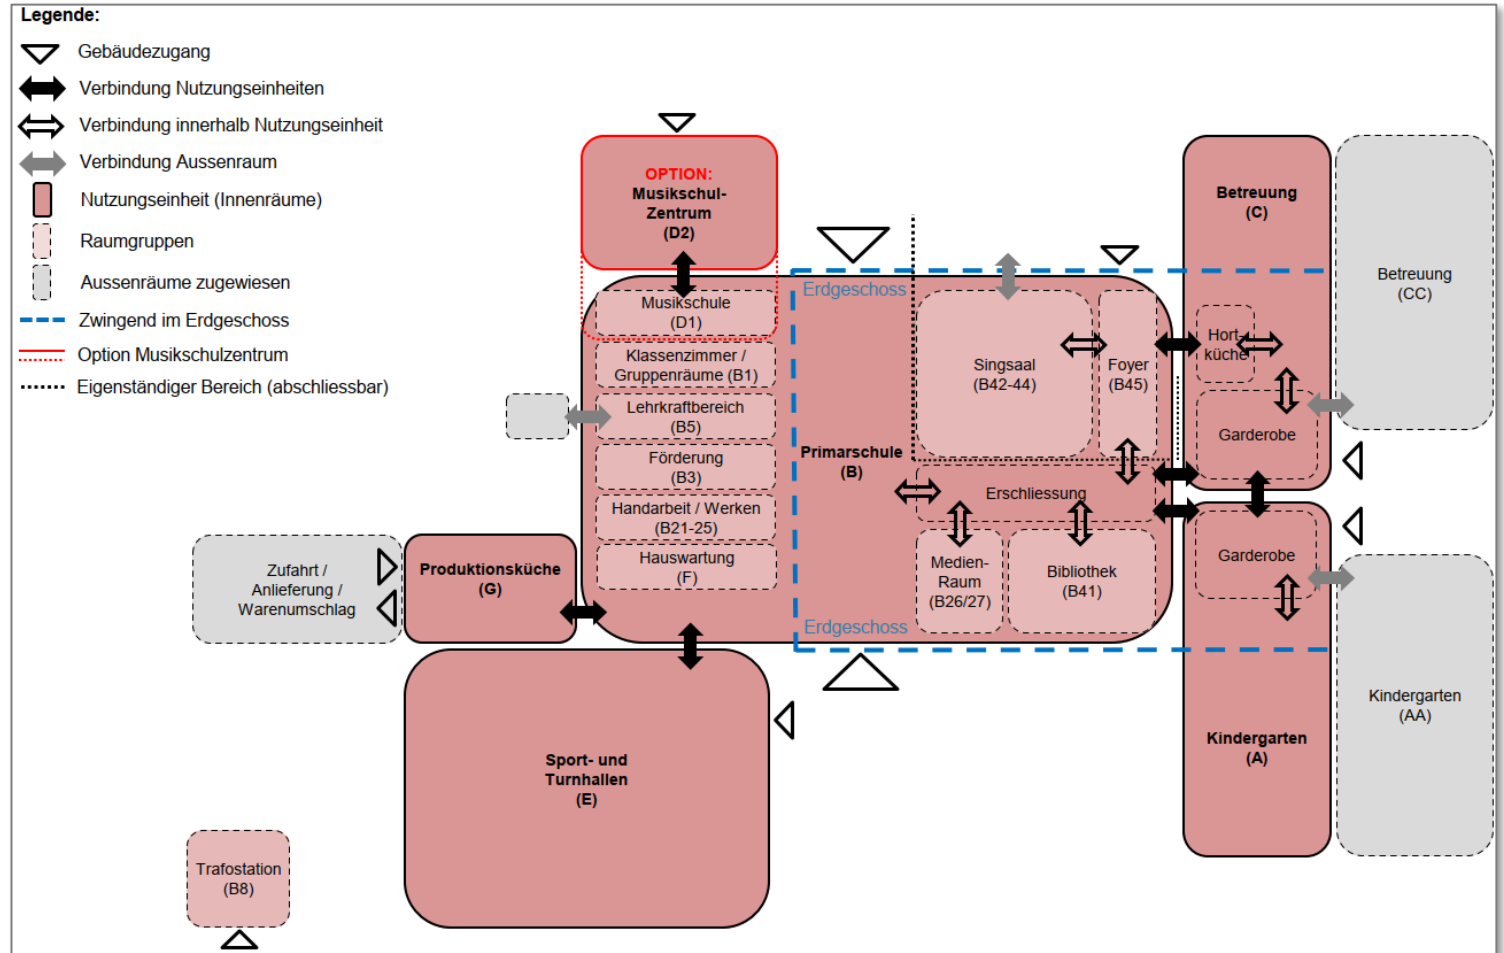 Legende:
Gebäudezugang
Verbindung Nutzungseinheiten
Verbindung innerhalb Nutzungseinheit
Verbindung Aussenraum
Nutzungseinheit (Innenräume)
Raumgruppen
Aussenräume zugewiesen
Zwingend im Erdgeschoss
Option Musikschulzentrum
Eigenständiger Bereich (abschliessbar)
OPTION:
Musikschul-
Zentrum
(D2)
Musikschule
(D1)
Klassenzimmer /
Gruppenräume (B1)
Lehrkraftbereich
(B5)
Förderung
(B3)
Handarbeit / Werken
(B21-25)
Hauswartung
(F)
Erdgeschoss
Primarschule
(B)
Erdgeschoss
Singsaal
(B42-44)
Foyer
(B45)
Erschliessung
Medien-
Raum
(B26/27)
Bibliothek
(B41)
Betreuung
(C)
Hort-
küche
Garderobe
Betreuung
(CC)
Garderobe
Kindergarten
(A)
Kindergarten
(AA)
Zufahrt /
Anlieferung /
Warenumschlag
Produktionsküche
(G)
Sport- und
Turnhallen
(E)
Trafostation
(B8)